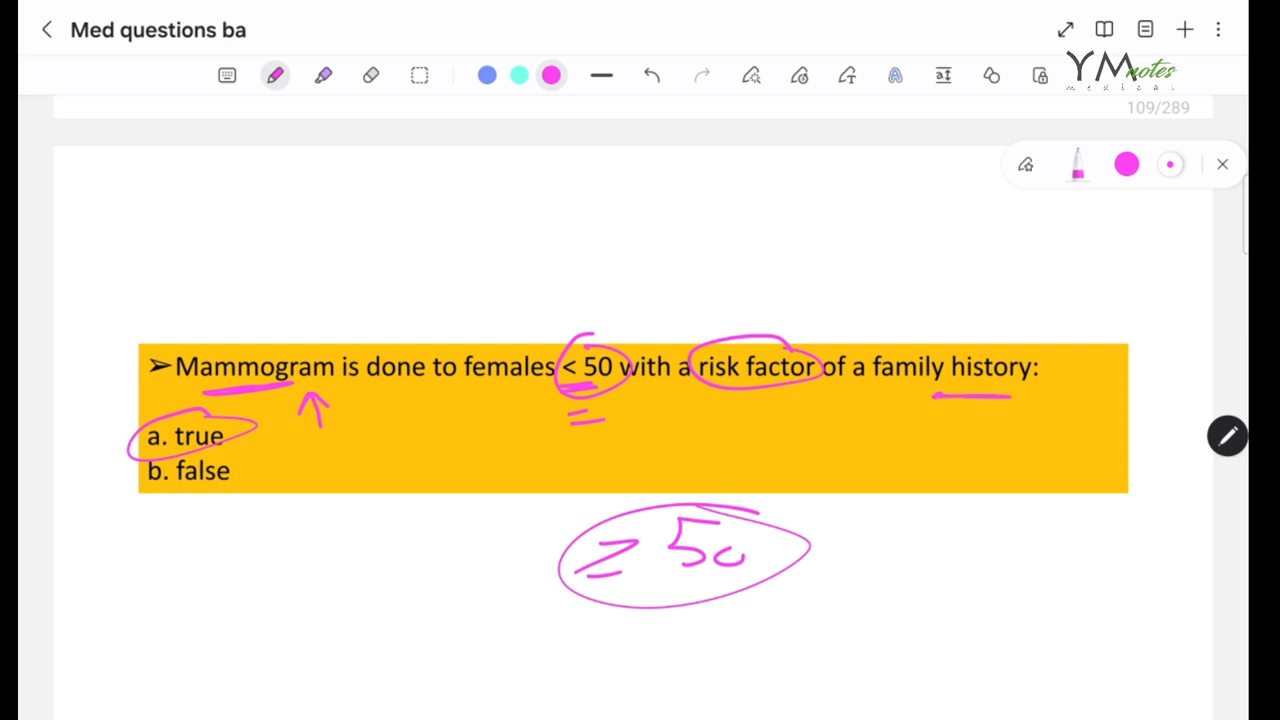 Med questions ba
YM notes
medical
109/289
➢Mammogram is done to females < 50 with a risk factor of a family history:
a. true
b. false
≥ 50